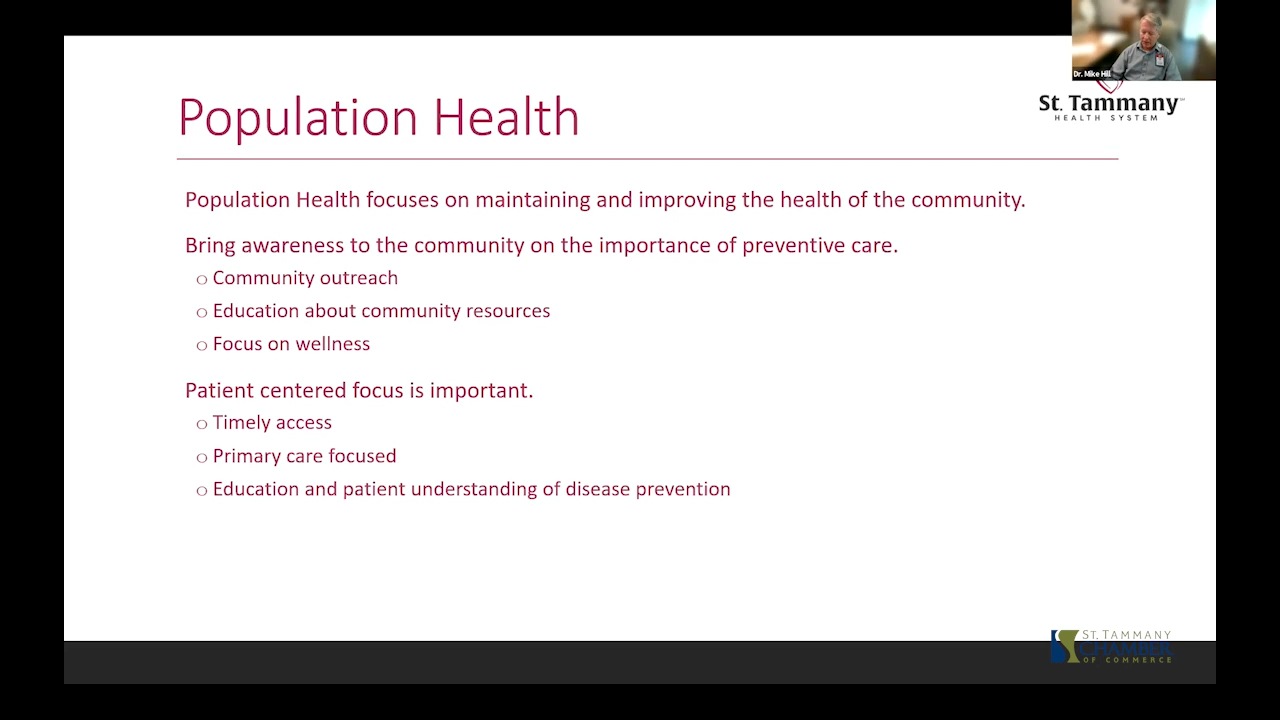 Dr. Mike Hill
St. Tammany
HEALTH SYSTEM
Population Health
Population Health focuses on maintaining and improving the health of the community.
Bring awareness to the community on the importance of preventive care.
Community outreach
Education about community resources
Focus on wellness
Patient centered focus is important.
Timely access
Primary care focused
Education and patient understanding of disease prevention
ST. TAMMANY
CHAMBER
OF COMMERCE